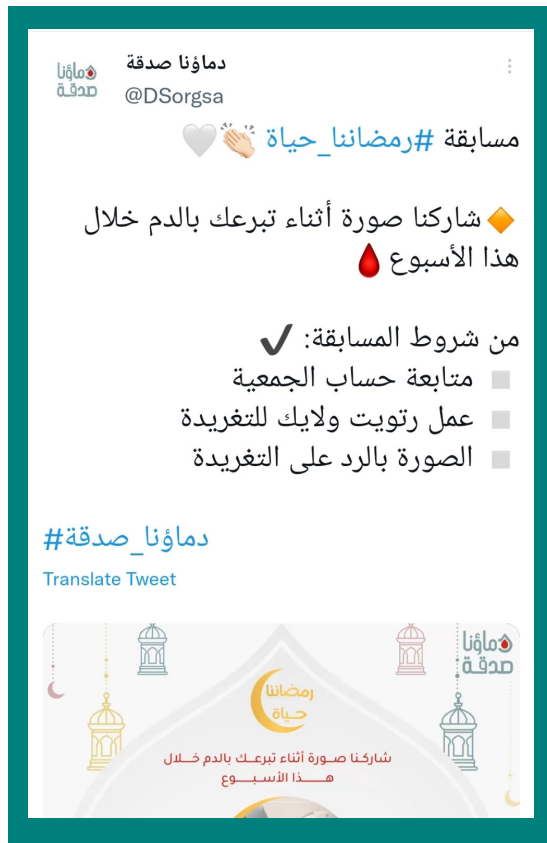 دماؤنا صدقة
دماؤنا صدقة
@DSorgsa
مسابقة #رمضاننا_حياة 👏🏻🤍
🔸شاركنا صورة أثناء تبرعك بالدم خلال
هذا الأسبوع 🩸
من شروط المسابقة: ✔️
◽ متابعة حساب الجمعية
◽ عمل رتويت ولايك للتغريدة
◽ الصورة بالرد على التغريدة
#دماؤنا_صدقة
Translate Tweet
دماؤنا صدقة
رمضاننا
حياة
شاركنا صورة أثناء تبرعك بالدم خلال
هذا الأسبوع